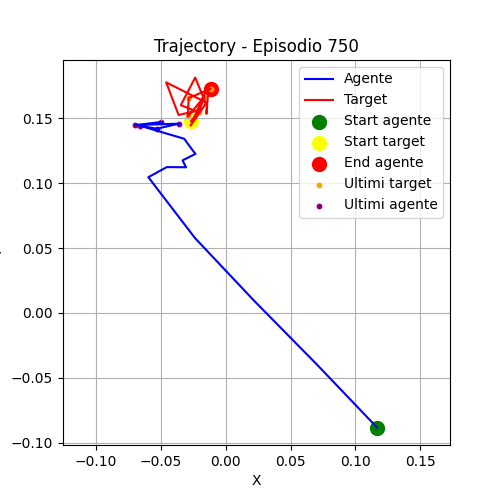 Trajectory - Episodio 750
Agente
Target
Start agente
Start target
End agente
Ultimi target
Ultimi agente
0.15
0.10
0.05
0.00
−0.05
−0.10
−0.10
−0.05
0.00
0.05
0.10
0.15
X